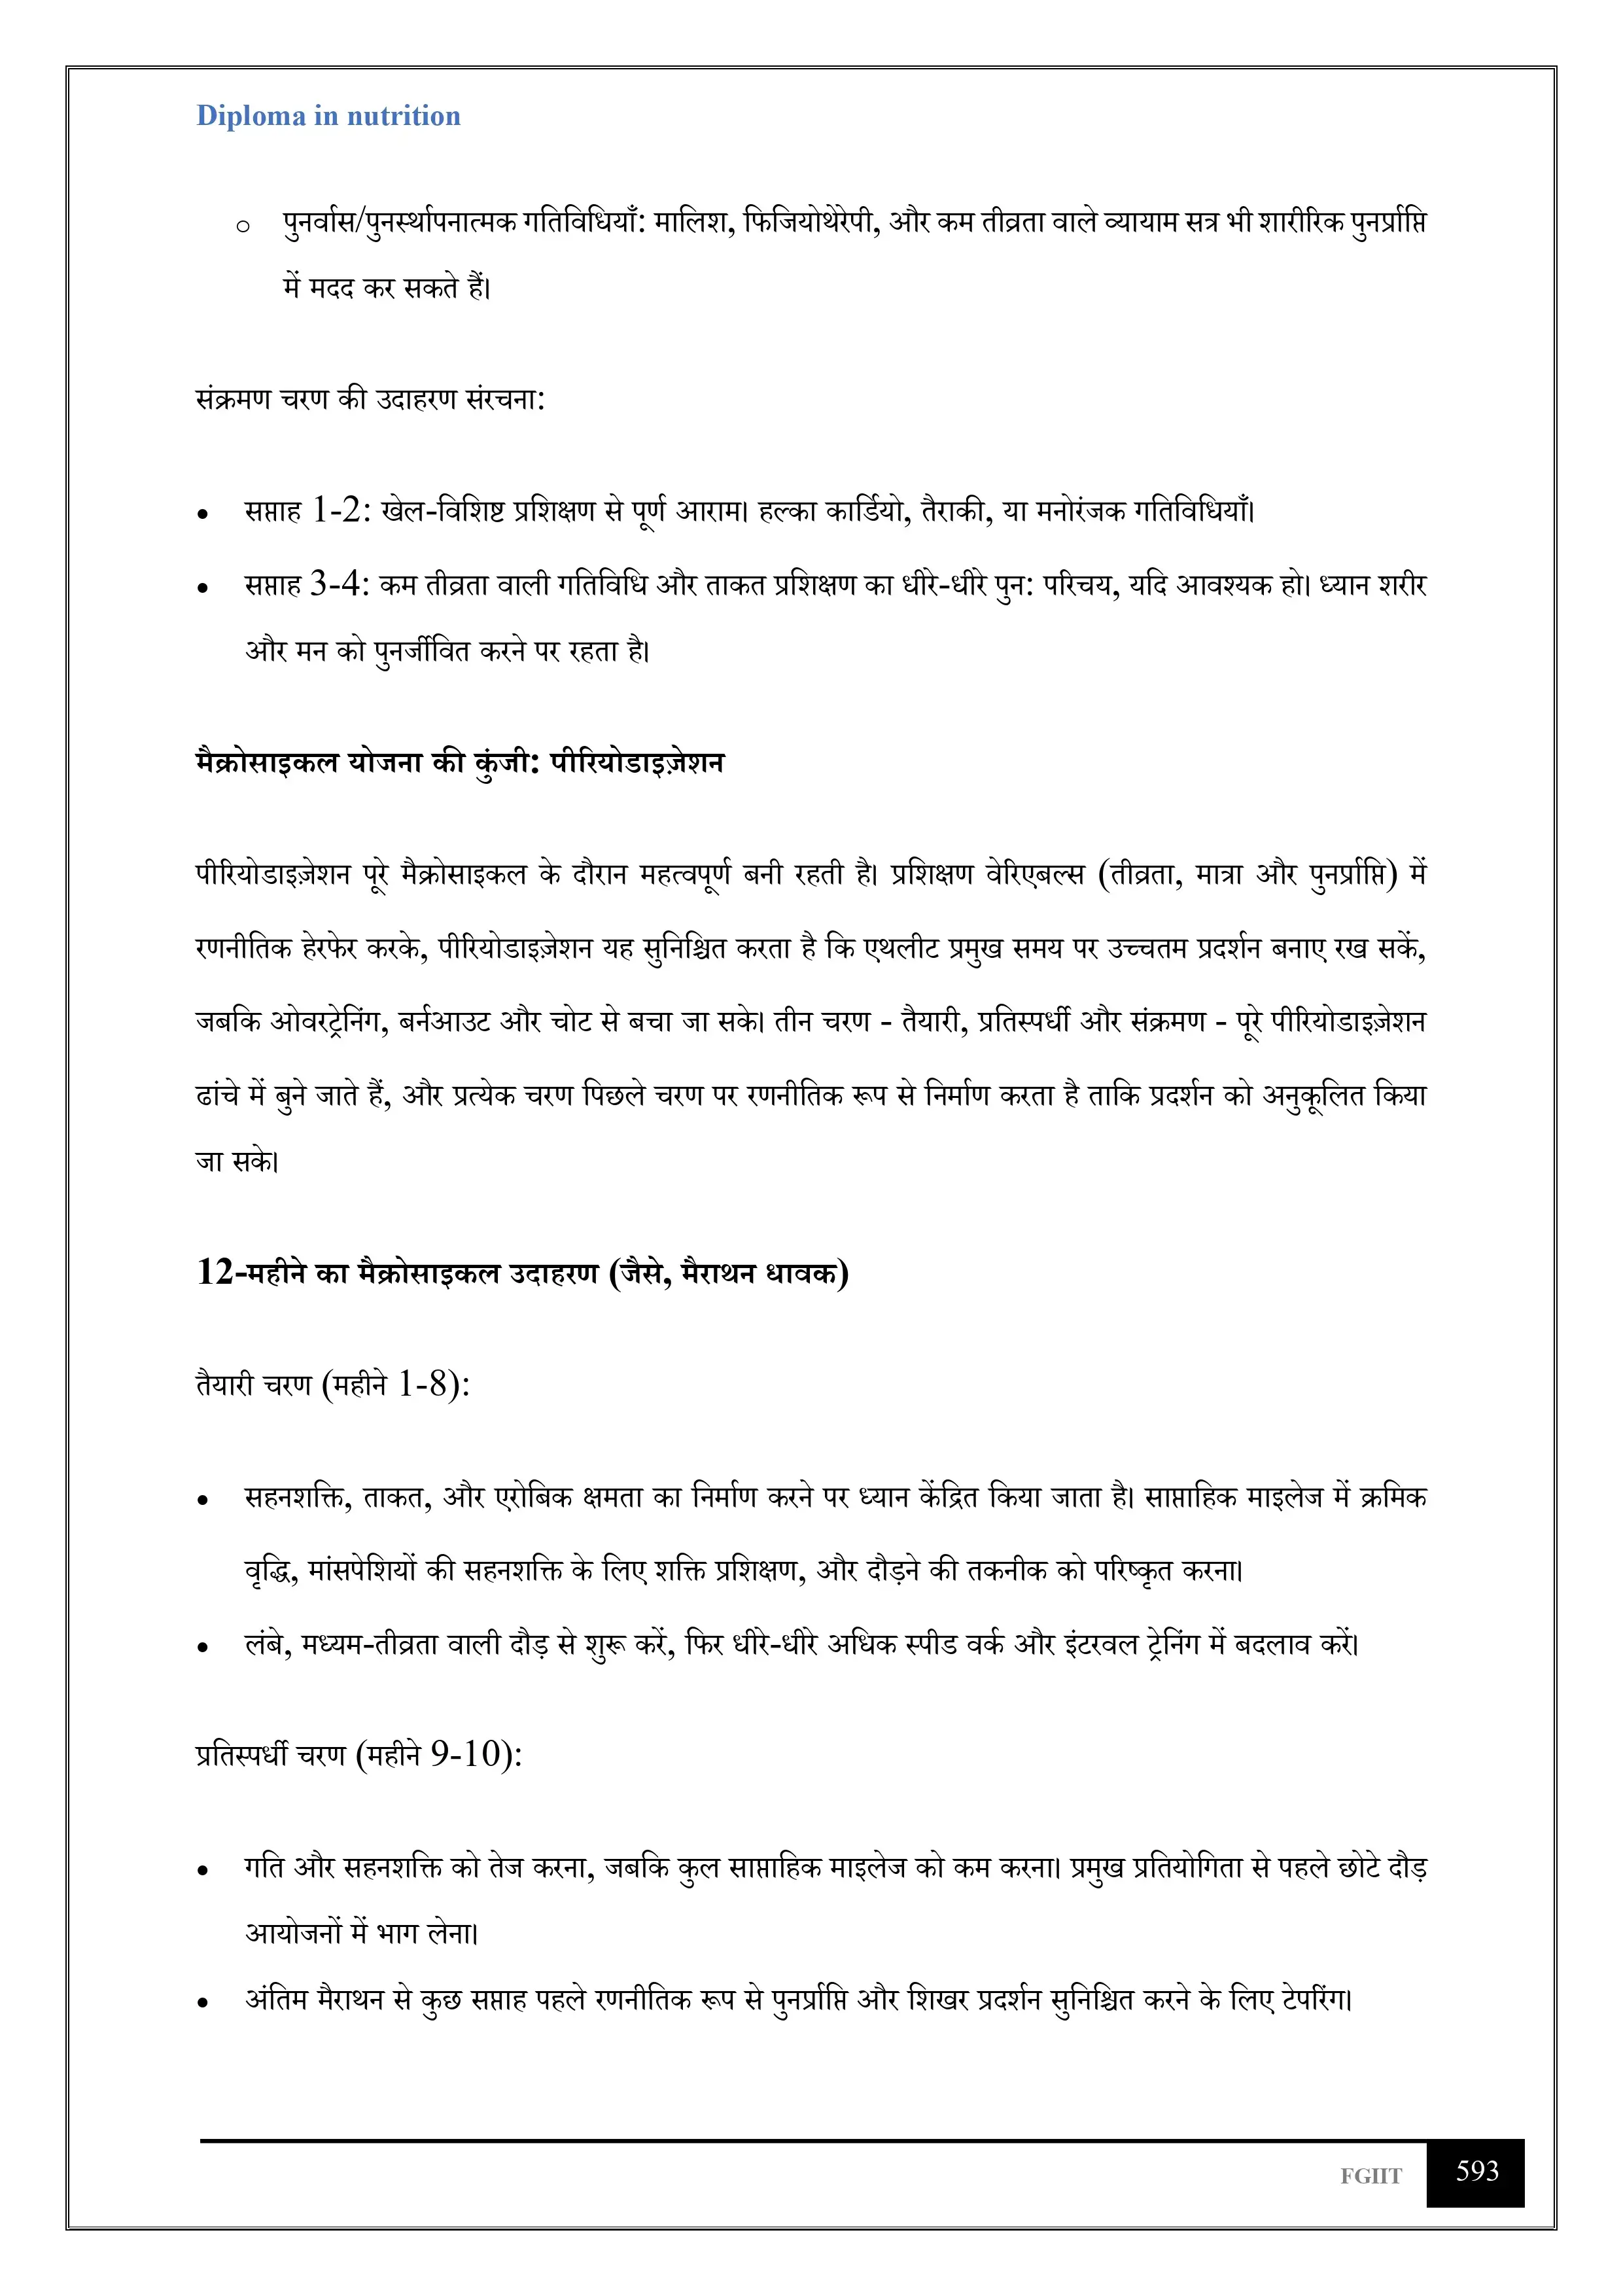 Diploma in nutrition
o पुनर्वास/पुनर्स्थापनात्मक गतिविधियाँ: मालिश, फिजियोथेरेपी, और कम तीव्रता वाले व्यायाम सत्र भी शारीरिक पुनर्प्राप्ति
में मदद कर सकते हैं।
संक्रमण चरण की उदाहरण संरचना:
• सप्ताह 1-2: खेल-विशिष्ट प्रशिक्षण से पूर्ण आराम। हल्का कार्डियो, तैराकी, या मनोरंजक गतिविधियाँ।
• सप्ताह 3-4: कम तीव्रता वाली गतिविधि और ताकत प्रशिक्षण का धीरे-धीरे पुन: परिचय, यदि आवश्यक हो। ध्यान शरीर
और मन को पुनर्जीवित करने पर रहता है।
मैक्रोसाइकल योजना की कुंजी: पीरियोडाइज़ेशन
पीरियोडाइज़ेशन पूरे मैक्रोसाइकल के दौरान महत्वपूर्ण बनी रहती है। प्रशिक्षण वेरिएबल्स (तीव्रता, मात्रा और पुनर्प्राप्ति) में
रणनीतिक हेरफेर करके, पीरियोडाइज़ेशन यह सुनिश्चित करता है कि एथलीट प्रमुख समय पर उच्चतम प्रदर्शन बनाए रख सकें,
जबकि ओवरट्रेनिंग, बर्नआउट और चोट से बचा जा सके। तीन चरण - तैयारी, प्रतिस्पर्धी और संक्रमण - पूरे पीरियोडाइज़ेशन
ढांचे में बुने जाते हैं, और प्रत्येक चरण पिछले चरण पर रणनीतिक रूप से निर्माण करता है ताकि प्रदर्शन को अनुकूलित किया
जा सके।
12-महीने का मैक्रोसाइकल उदाहरण (जैसे, मैराथन धावक)
तैयारी चरण (महीने 1-8):
• सहनशक्ति, ताकत, और एरोबिक क्षमता का निर्माण करने पर ध्यान केंद्रित किया जाता है। साप्ताहिक माइलेज में क्रमिक
वृद्धि, मांसपेशियों की सहनशक्ति के लिए शक्ति प्रशिक्षण, और दौड़ने की तकनीक को परिष्कृत करना।
• लंबे, मध्यम-तीव्रता वाली दौड़ से शुरू करें, फिर धीरे-धीरे अधिक स्पीड वर्क और इंटरवल ट्रेनिंग में बदलाव करें।
प्रतिस्पर्धी चरण (महीने 9-10):
• गति और सहनशक्ति को तेज करना, जबकि कुल साप्ताहिक माइलेज को कम करना। प्रमुख प्रतियोगिता से पहले छोटे दौड़
आयोजनों में भाग लेना।
• अंतिम मैराथन से कुछ सप्ताह पहले रणनीतिक रूप से पुनर्प्राप्ति और शिखर प्रदर्शन सुनिश्चित करने के लिए टेपरिंग।
FGIIT 593